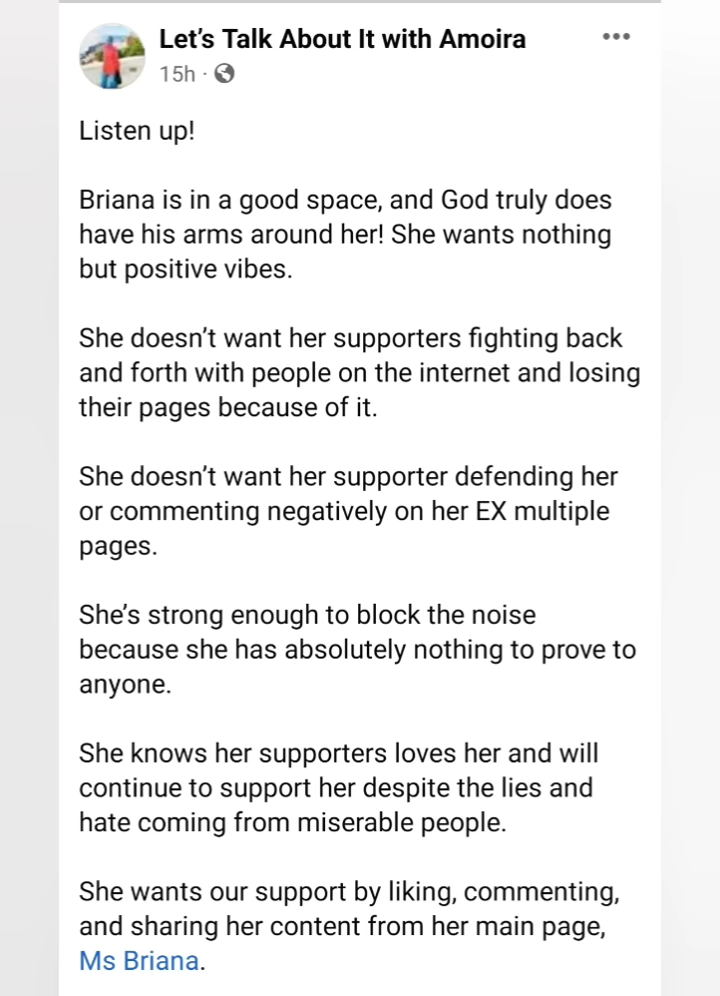 Let's Talk About It with Amoira
15h ·
Listen up!
Briana is in a good space, and God truly does
have his arms around her! She wants nothing
but positive vibes.
She doesn't want her supporters fighting back
and forth with people on the internet and losing
their pages because of it.
She doesn't want her supporter defending her
or commenting negatively on her EX multiple
pages.
She's strong enough to block the noise
because she has absolutely nothing to prove to
anyone.
She knows her supporters loves her and will
continue to support her despite the lies and
hate coming from miserable people.
She wants our support by liking, commenting,
and sharing her content from her main page,
Ms Briana.